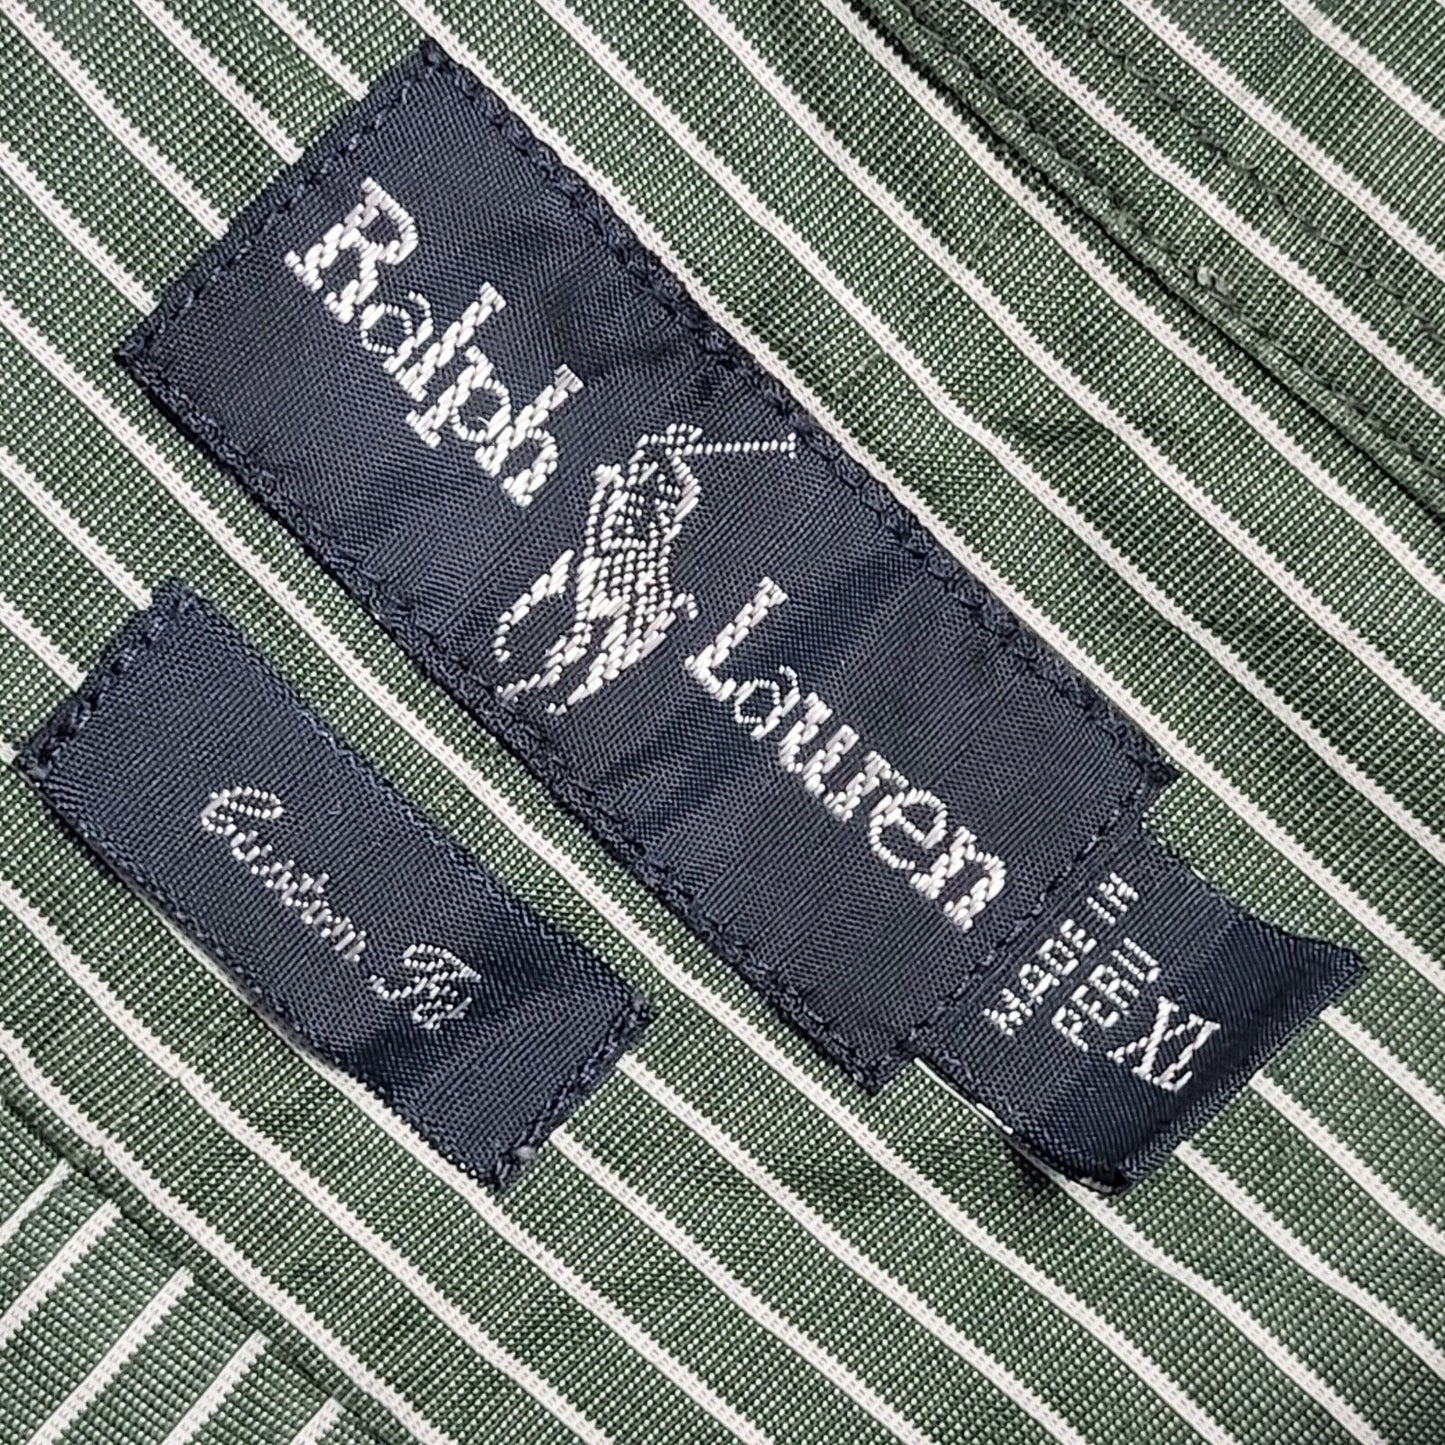 Ralph Lauren
MADE IN
PERU
XL
Custom Fit